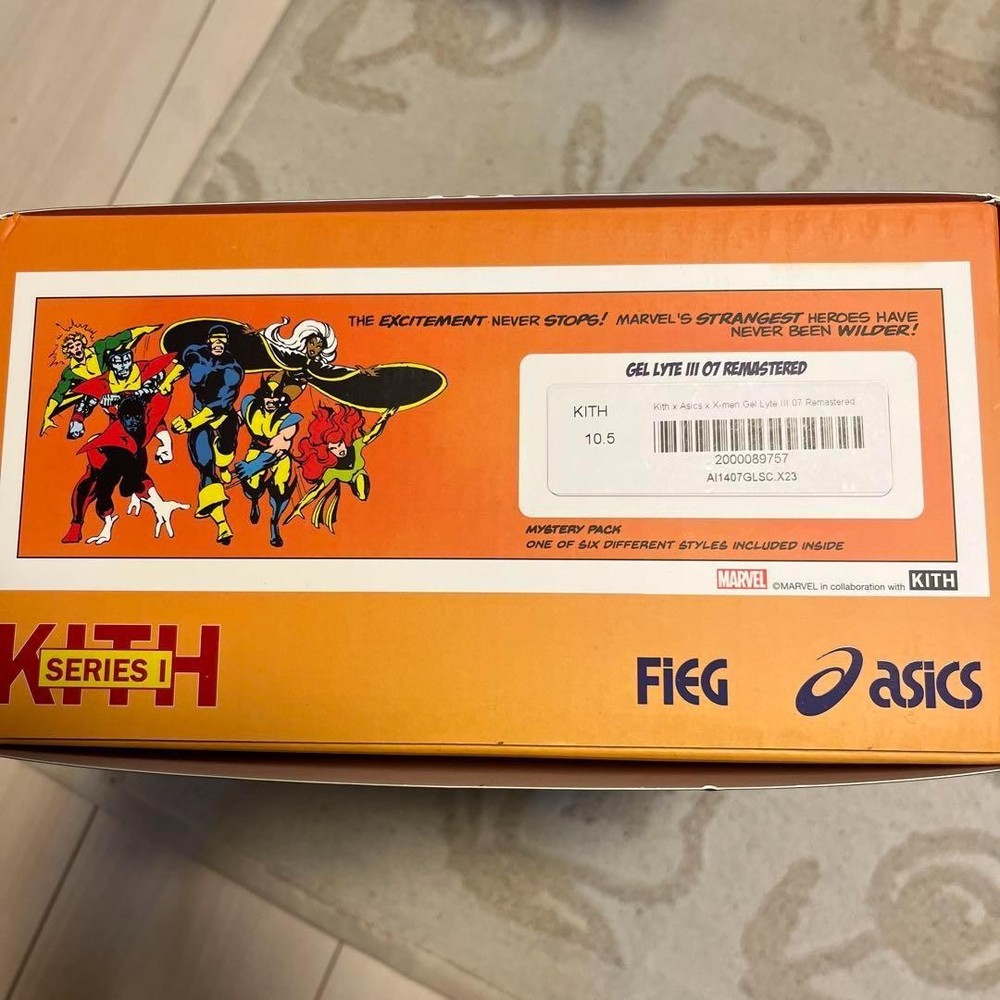 THE EXCITEMENT NEVER STOPS! MARVEL'S STRANGEST HEROES HAVE
NEVER BEEN WILDER!
GEL LYTE III 07 REMASTERED
KITH
Kith x Asics x X-men Gel Lyte III 07 Remastered
10.5
2000089757
AI1407GLSC.X23
MYSTERY PACK
ONE OF SIX DIFFERENT STYLES INCLUDED INSIDE
MARVEL ©MARVEL in collaboration with KITH
KITH
SERIES I
FiEG
asics